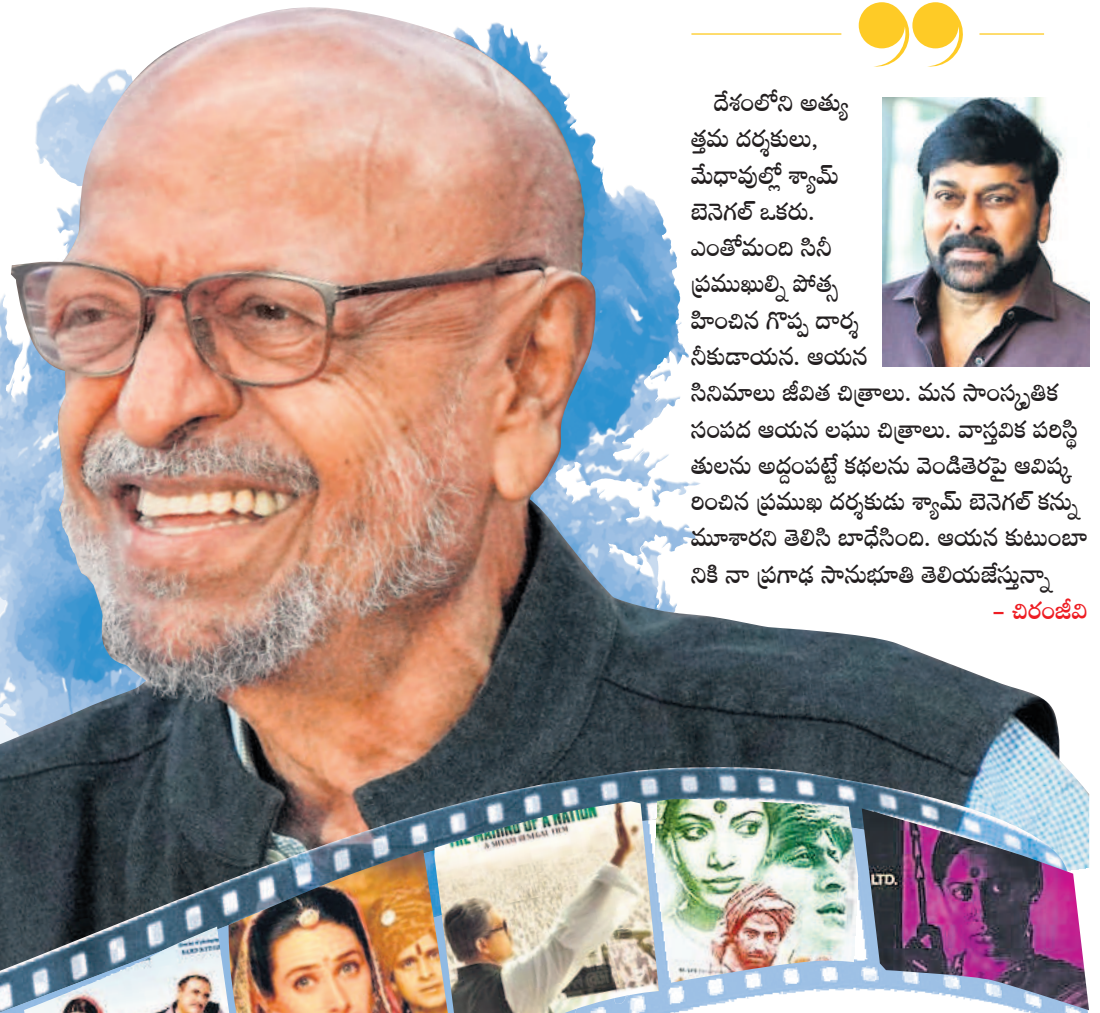 దేశంలోని అత్యు
త్తమ దర్శకులు,
మేధావుల్లో శ్యామ్
బెనెగల్ ఒకరు.
ఎంతోమంది సినీ
ప్రముఖుల్ని పోత్స
హించిన గొప్ప దార్శ
నీకుడాయన. ఆయన
సినిమాలు జీవిత చిత్రాలు. మన సాంస్కృతిక
సంపద ఆయన లఘు చిత్రాలు. వాస్తవిక పరిస్థి
తులను అద్దంపట్టే కథలను వెండితెరపై ఆవిష్క
రించిన ప్రముఖ దర్శకుడు శ్యామ్ బెనెగల్ కన్ను
మూశారని తెలిసి బాధేసింది. ఆయన కుటుంబా
నికి నా ప్రగాఢ సానుభూతి తెలియజేస్తున్నా
– చిరంజీవి
THE MAKING OF A NATION
A SHYAM BENEGAL FILM
LTD.